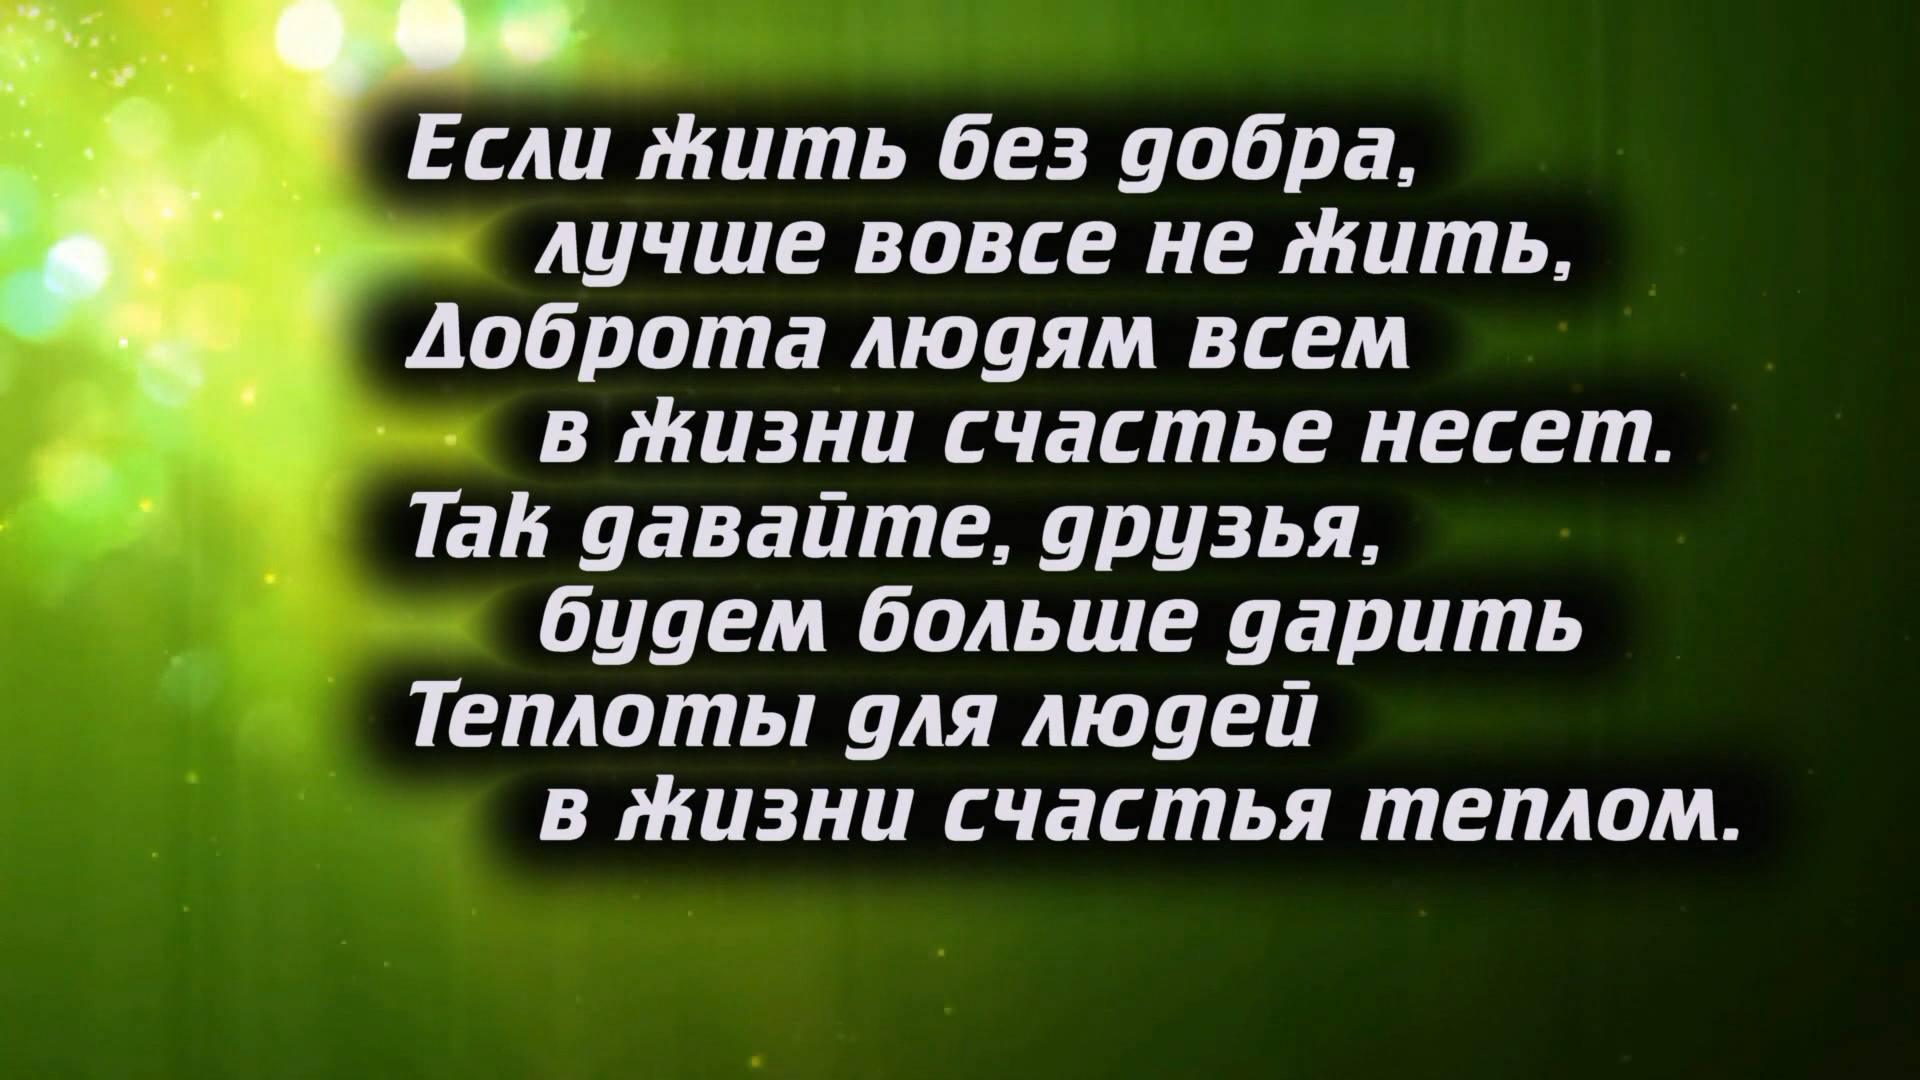 Если жить без добра,
лучше вовсе не жить,
Доброта людям всем
в жизни счастье несет.
Так давайте, друзья,
будем больше дарить
Теплоты для людей
в жизни счастья теплом.